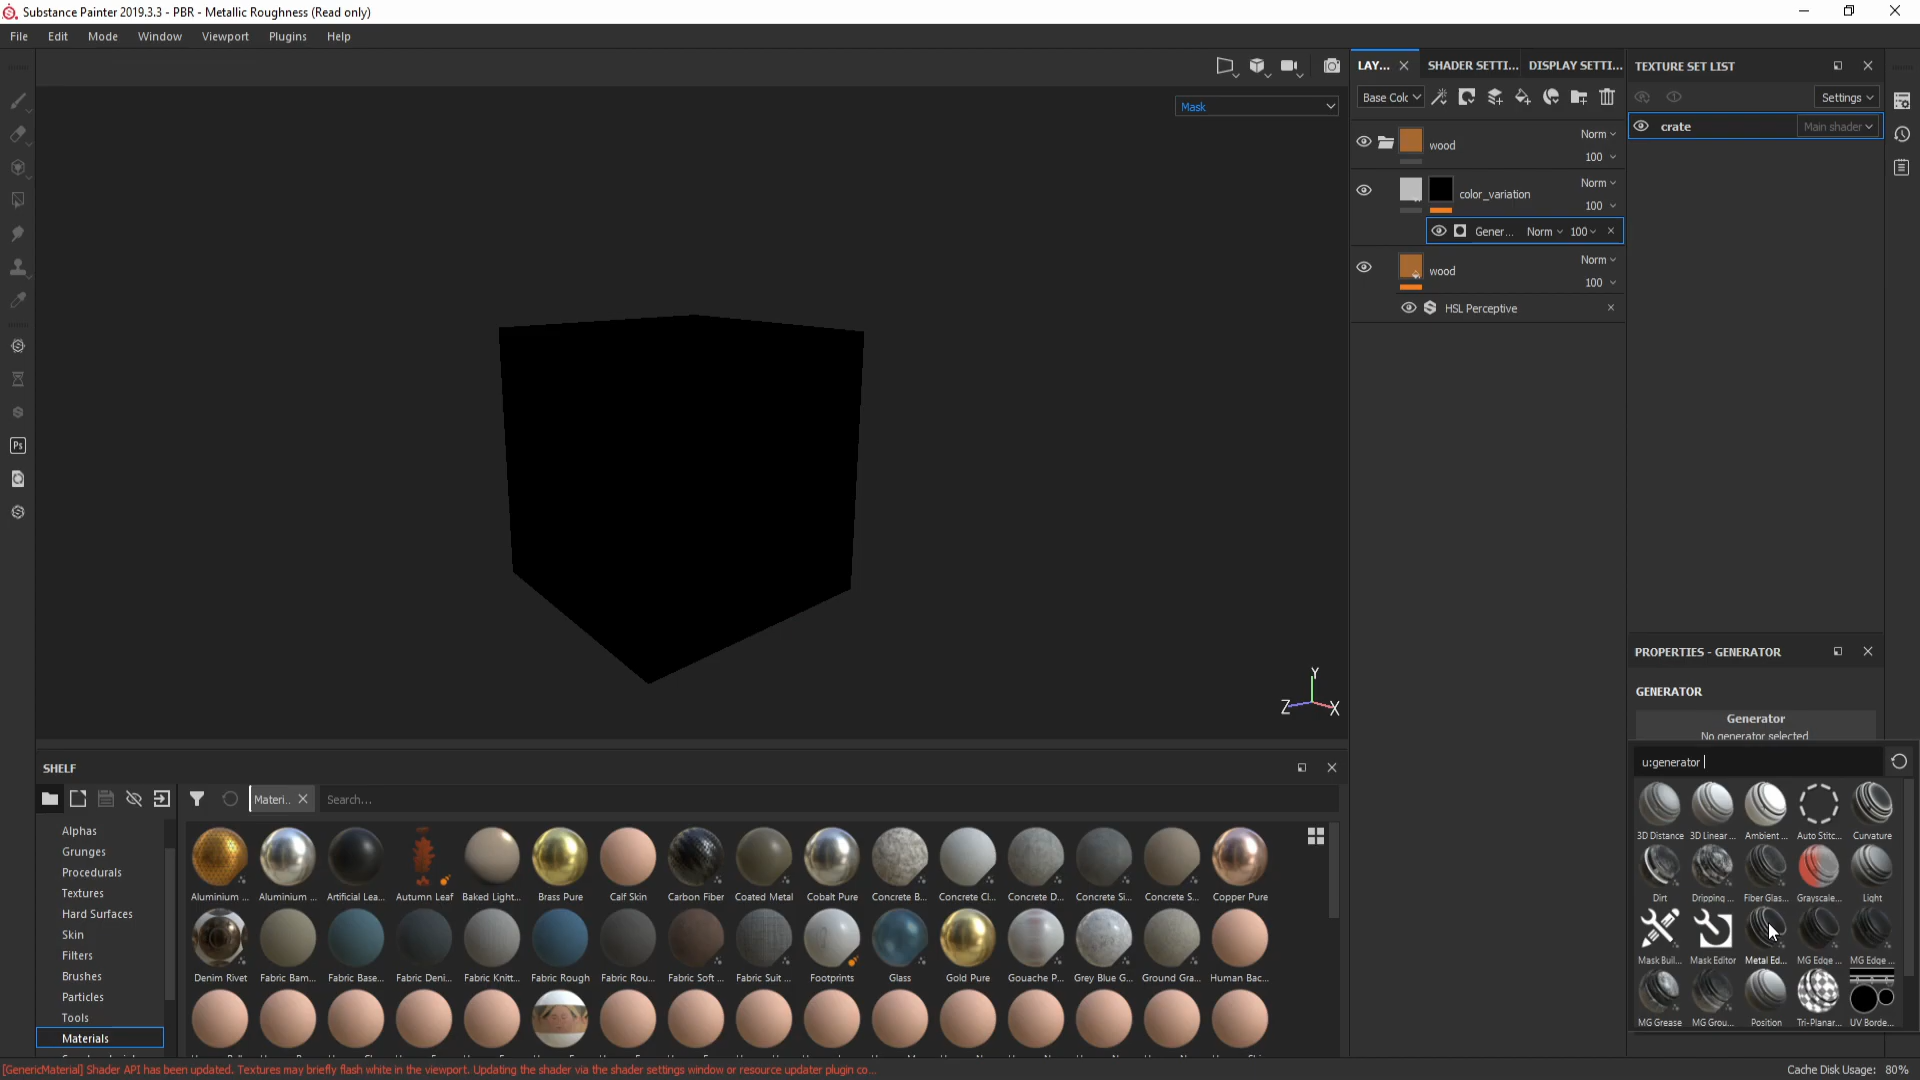 Substance Painter 2019.3.3 - PBR - Metallic Roughness (Read only)
File Edit Mode Window Viewport Plugins Help
LAY... SHADER SETTI... DISPLAY SETTI...
TEXTURE SET LIST
Base Colc
Settings
Mask
crate
Main shader
wood
Norm
100
color_variation
Norm
100
Gener... Norm 100
wood
Norm
100
HSL Perceptive
Ps
Y
Z
X
PROPERTIES - GENERATOR
GENERATOR
Generator
No generator selected
u:generator
3D Distance 3D Linear ... Ambient ... Auto Stitc... Curvature
Dirt Dripping ... Fiber Glas... Grayscale... Light
Mask Buil... Mask Editor Metal Ed... MG Edge ... MG Edge ...
MG Grease MG Grou... Position Tri-Planar... UV Borde...
SHELF
Materi..
Search...
Alphas
Grunges
Procedurals
Textures
Hard Surfaces
Skin
Filters
Brushes
Particles
Tools
Materials
Aluminium ... Aluminium ... Artificial Lea... Autumn Leaf Baked Light... Brass Pure Calf Skin Carbon Fiber Coated Metal Cobalt Pure Concrete B... Concrete Cl... Concrete D... Concrete Si... Concrete S... Copper Pure
Denim Rivet Fabric Bam... Fabric Base... Fabric Deni... Fabric Knitt... Fabric Rough Fabric Rou... Fabric Soft ... Fabric Suit ... Footprints Glass Gold Pure Gouache P... Grey Blue G... Ground Gra... Human Bac...
[GenericMaterial] Shader API has been updated. Textures may briefly flash white in the viewport. Updating the shader via the shader settings window or resource updater plugin co...
Cache Disk Usage: 80%